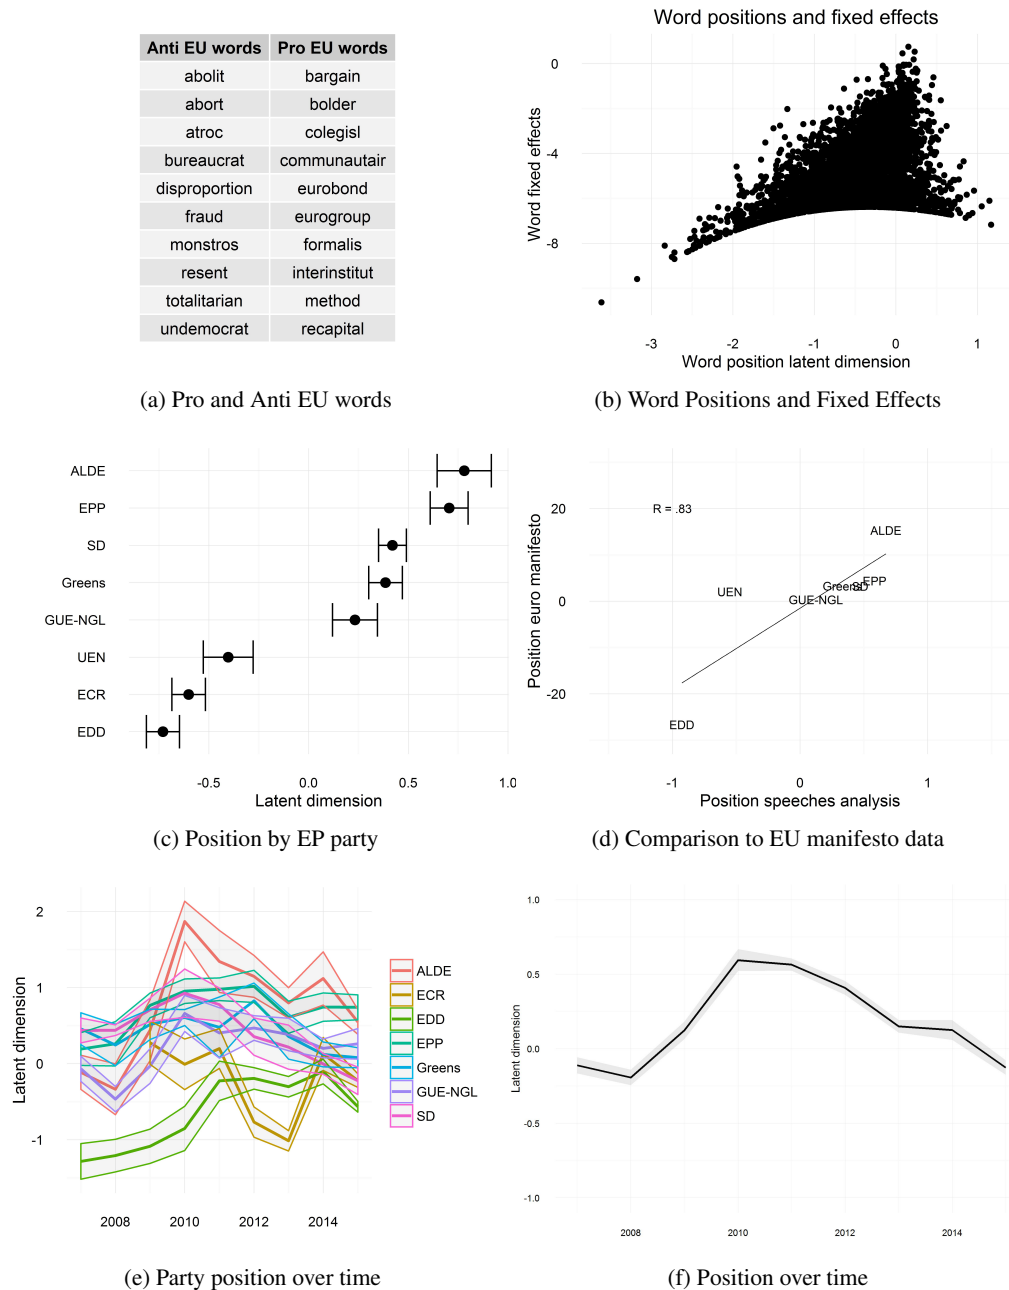 Anti EU words Pro EU words
abolit bargain
abort bolder
atroc colegisl
bureaucrat communautair
disproportion eurobond
fraud eurogroup
monstros formalis
resent interinstitut
totalitarian method
undemocrat recapital
(a) Pro and Anti EU words
Word positions and fixed effects
Word fixed effects
0
-4
-8
-3 -2 -1 0 1
Word position latent dimension
(b) Word Positions and Fixed Effects
ALDE
EPP
SD
Greens
GUE-NGL
UEN
ECR
EDD
-0.5 0.0 0.5 1.0
Latent dimension
(c) Position by EP party
Position euro manifesto
20
0
-20
R = .83
ALDE
EPP
Greens
SD
UEN
GUE-NGL
EDD
-1 0 1
Position speeches analysis
(d) Comparison to EU manifesto data
Latent dimension
2
1
0
-1
2008 2010 2012 2014
ALDE
ECR
EDD
EPP
Greens
GUE-NGL
SD
(e) Party position over time
Latent dimension
1.0
0.5
0.0
-0.5
-1.0
2008 2010 2012 2014
(f) Position over time